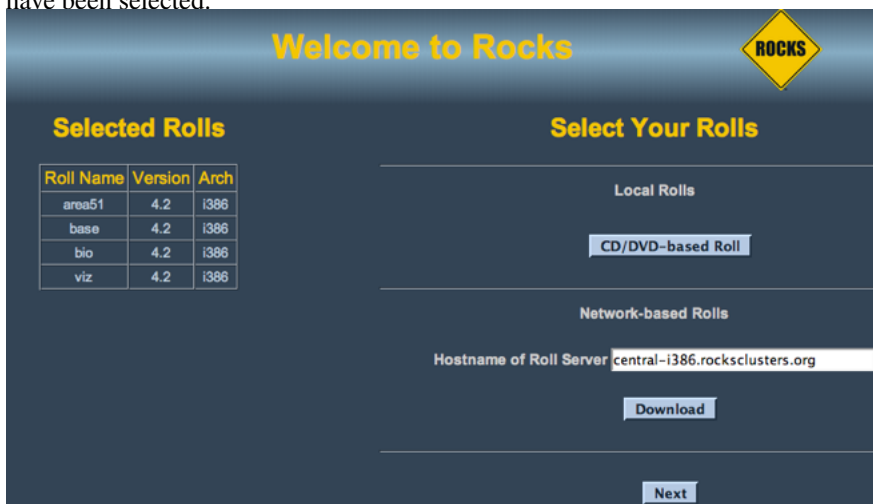 have been selected.
Welcome to Rocks
ROCKS
Selected Rolls
Roll Name Version Arch
area51 4.2 i386
base 4.2 i386
bio 4.2 i386
viz 4.2 i386
Select Your Rolls
Local Rolls
CD/DVD-based Roll
Network-based Rolls
Hostname of Roll Server central-i386.rocksclusters.org
Download
Next